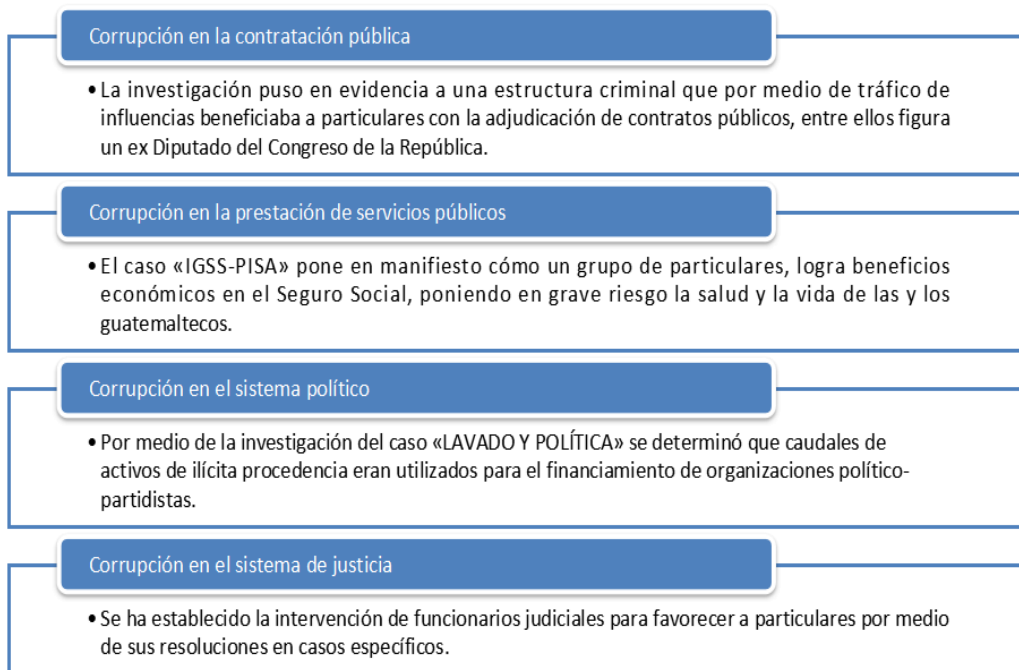 Corrupción en la contratación pública
• La investigación puso en evidencia a una estructura criminal que por medio de tráfico de
influencias beneficiaba a particulares con la adjudicación de contratos públicos, entre ellos figura
un ex Diputado del Congreso de la República.
Corrupción en la prestación de servicios públicos
• El caso «IGSS-PISA» pone en manifiesto cómo un grupo de particulares, logra beneficios
económicos en el Seguro Social, poniendo en grave riesgo la salud y la vida de las y los
guatemaltecos.
Corrupción en el sistema político
• Por medio de la investigación del caso «LAVADO Y POLÍTICA» se determinó que caudales de
activos de ilícita procedencia eran utilizados para el financiamiento de organizaciones político-
partidistas.
Corrupción en el sistema de justicia
• Se ha establecido la intervención de funcionarios judiciales para favorecer a particulares por medio
de sus resoluciones en casos específicos.